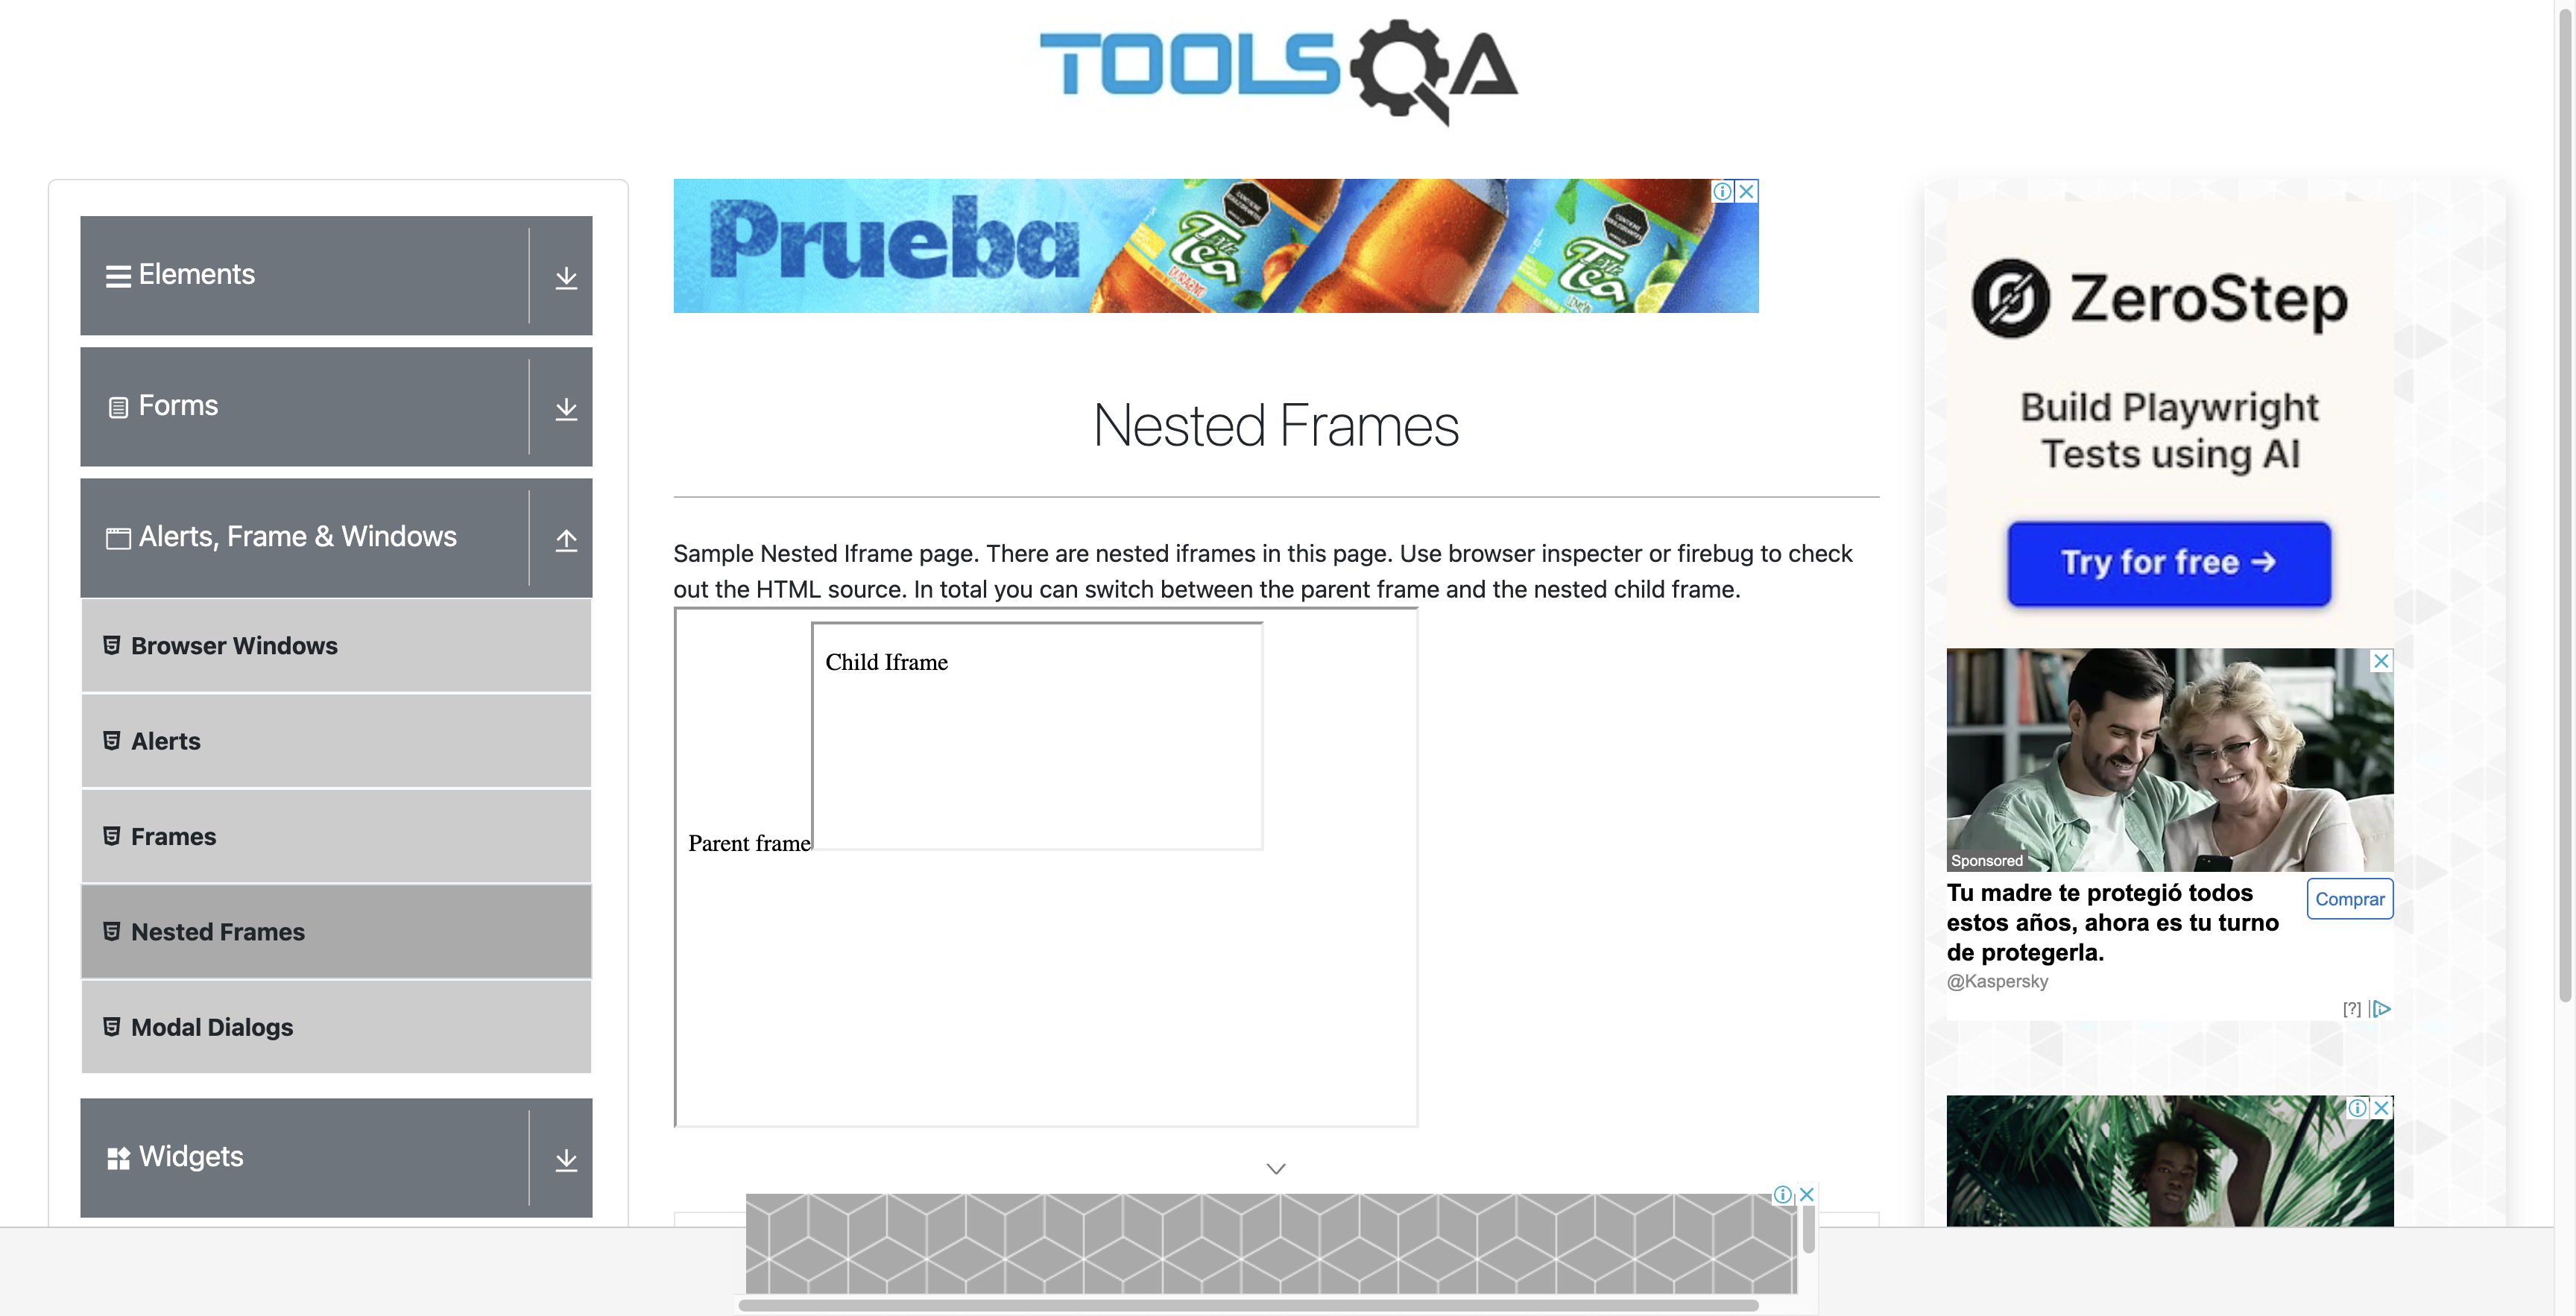 TOOLSQA
Elements
Forms
Alerts, Frame & Windows
Browser Windows
Alerts
Frames
Nested Frames
Modal Dialogs
Widgets
Prueba
Nested Frames
Sample Nested Iframe page. There are nested iframes in this page. Use browser inspecter or firebug to check
out the HTML source. In total you can switch between the parent frame and the nested child frame.
Child Iframe
Parent frame
ZeroStep
Build Playwright
Tests using AI
Try for free →
Sponsored
Tu madre te protegió todos
estos años, ahora es tu turno
de protegerla.
Comprar
@Kaspersky
[?]